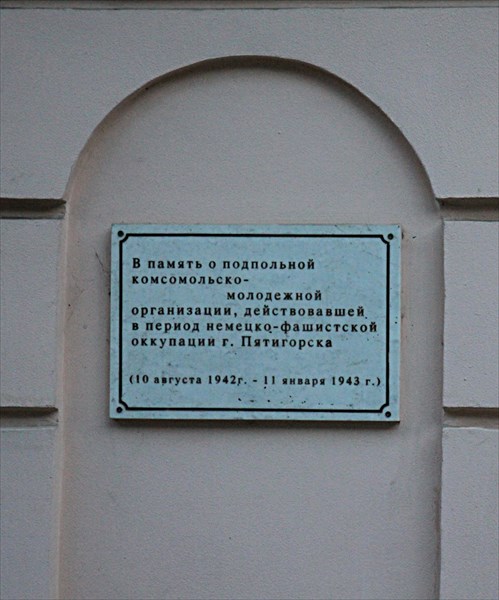 В память о подпольной
комсомольско-
молодежной
организации, действовавшей
в период немецко-фашистской
оккупации г. Пятигорска
(10 августа 1942г. - 11 января 1943 г.)